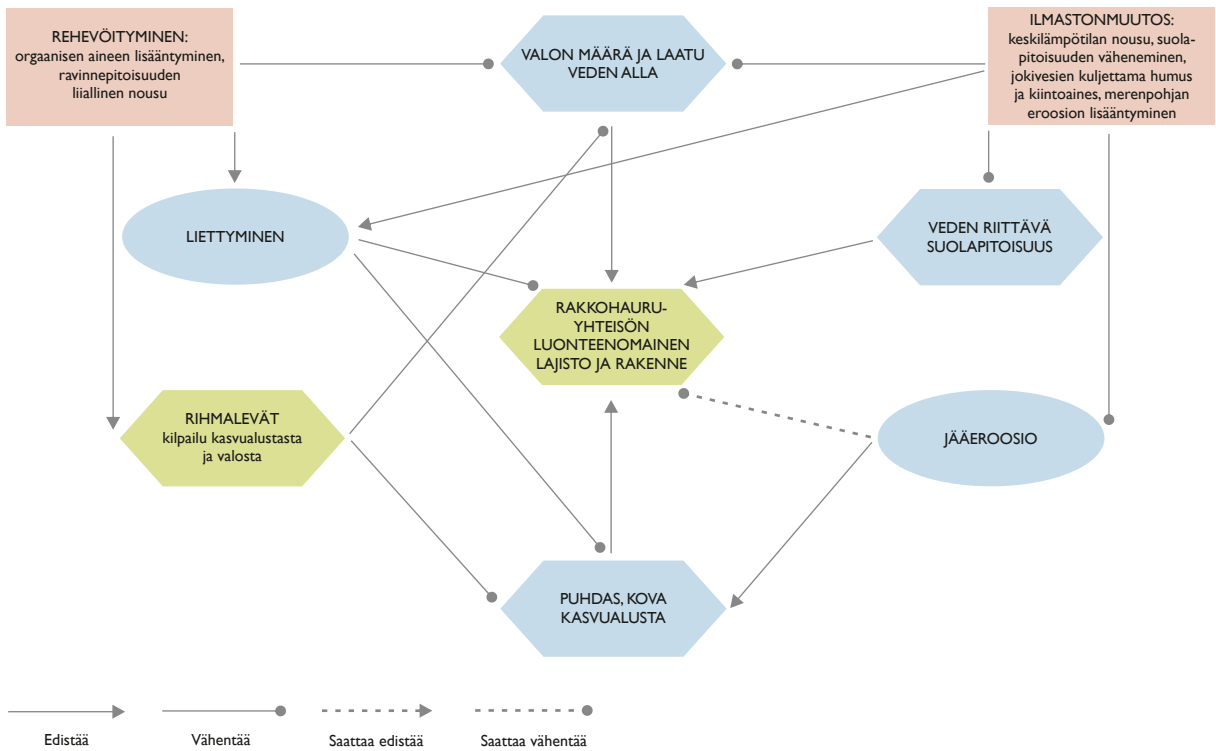 REHEVÖITYMINEN:
orgaanisen aineen lisääntyminen,
ravinnepitoisuuden
liiallinen nousu
VALON MÄÄRÄ JA LAATU
VEDEN ALLA
ILMASTONMUUTOS:
keskilämpötilan nousu, suola-
pitoisuuden väheneminen,
jokivesien kuljettama humus
ja kiintoaines, merenpohjan
eroosion lisääntyminen
LIETTYMINEN
VEDEN RIITTÄVÄ
SUOLAPITOISUUS
RAKKOHAURU-
YHTEISÖN
LUONTEENOMAINEN
LAJISTO JA RAKENNE
RIHMALEVÄT
kilpailu kasvualustasta
ja valosta
JÄÄEROOSIO
PUHDAS, KOVA
KASVUALUSTA
Edistää
Vähentää
Saattaa edistää
Saattaa vähentää